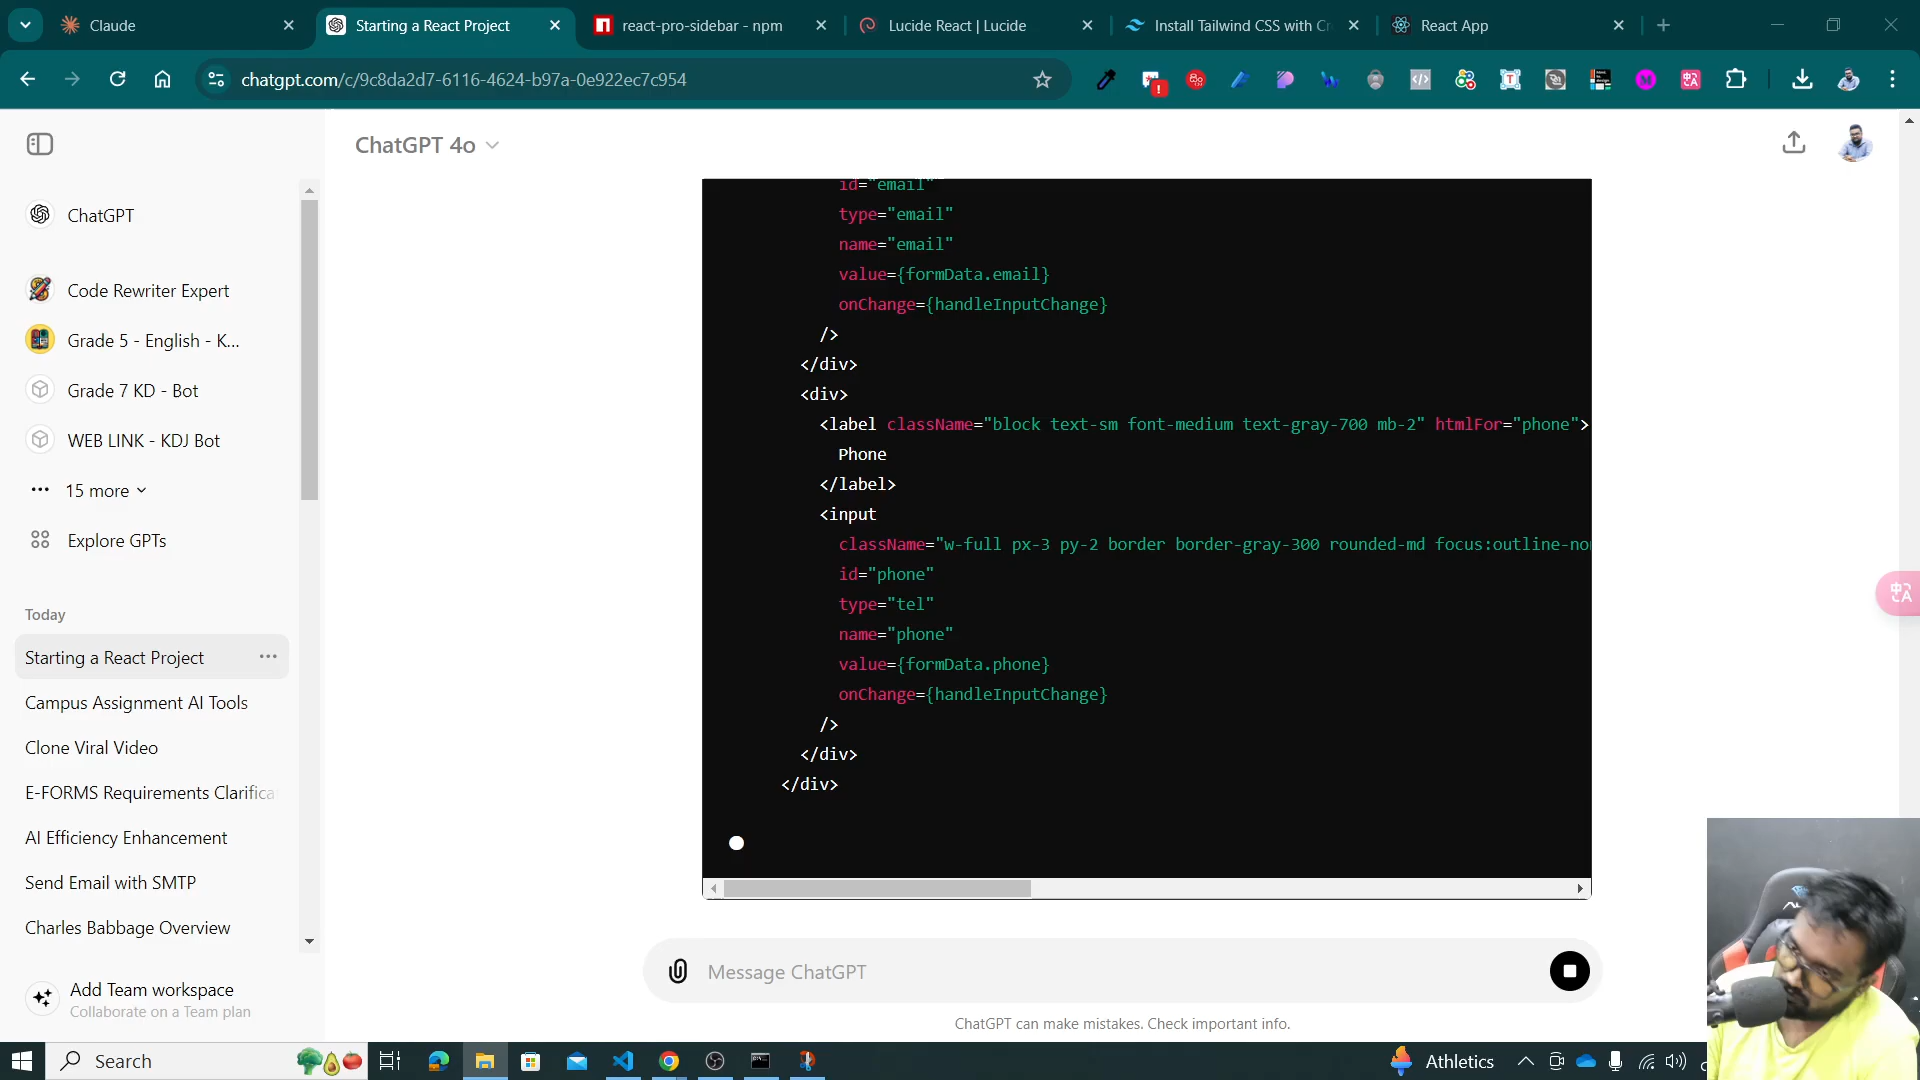 Claude
Starting a React Project
react-pro-sidebar - npm
Lucide React | Lucide
Install Tailwind CSS with Cr
React App
chatgpt.com/c/9c8da2d7-6116-4624-b97a-0e922ec7c954
ChatGPT 4o
ChatGPT
Code Rewriter Expert
Grade 5 - English - K...
Grade 7 KD - Bot
WEB LINK - KDJ Bot
15 more
Explore GPTs
Today
Starting a React Project
Campus Assignment AI Tools
Clone Viral Video
E-FORMS Requirements Clarifica
AI Efficiency Enhancement
Send Email with SMTP
Charles Babbage Overview
Add Team workspace
Collaborate on a Team plan
id="email"
type="email"
name="email"
value={formData.email}
onChange={handleInputChange}
/>
</div>
<div>
<label className="block text-sm font-medium text-gray-700 mb-2" htmlFor="phone">
Phone
</label>
<input
className="w-full px-3 py-2 border border-gray-300 rounded-md focus:outline-no
id="phone"
type="tel"
name="phone"
value={formData.phone}
onChange={handleInputChange}
/>
</div>
</div>
Message ChatGPT
ChatGPT can make mistakes. Check important info.
Search
Athletics